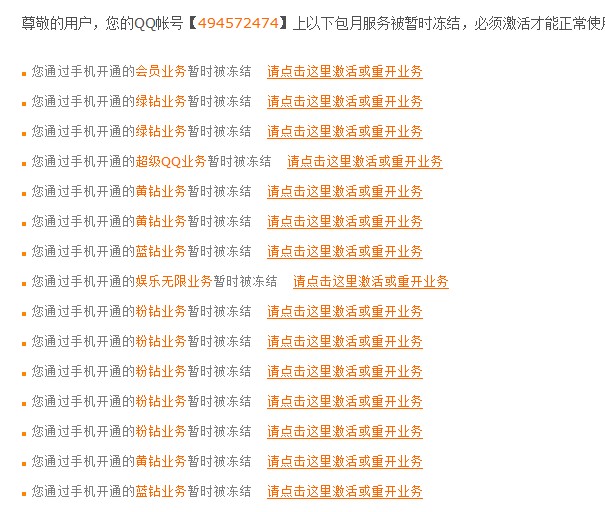 尊敬的用户，您的QQ帐号【494572474】上以下包月服务被暂时冻结，必须激活才能正常使用
您通过手机开通的会员业务暂时被冻结 请点击这里激活或重开业务
您通过手机开通的绿钻业务暂时被冻结 请点击这里激活或重开业务
您通过手机开通的绿钻业务暂时被冻结 请点击这里激活或重开业务
您通过手机开通的超级QQ业务暂时被冻结 请点击这里激活或重开业务
您通过手机开通的黄钻业务暂时被冻结 请点击这里激活或重开业务
您通过手机开通的黄钻业务暂时被冻结 请点击这里激活或重开业务
您通过手机开通的蓝钻业务暂时被冻结 请点击这里激活或重开业务
您通过手机开通的娱乐无限业务暂时被冻结 请点击这里激活或重开业务
您通过手机开通的粉钻业务暂时被冻结 请点击这里激活或重开业务
您通过手机开通的粉钻业务暂时被冻结 请点击这里激活或重开业务
您通过手机开通的粉钻业务暂时被冻结 请点击这里激活或重开业务
您通过手机开通的粉钻业务暂时被冻结 请点击这里激活或重开业务
您通过手机开通的粉钻业务暂时被冻结 请点击这里激活或重开业务
您通过手机开通的黄钻业务暂时被冻结 请点击这里激活或重开业务
您通过手机开通的蓝钻业务暂时被冻结 请点击这里激活或重开业务